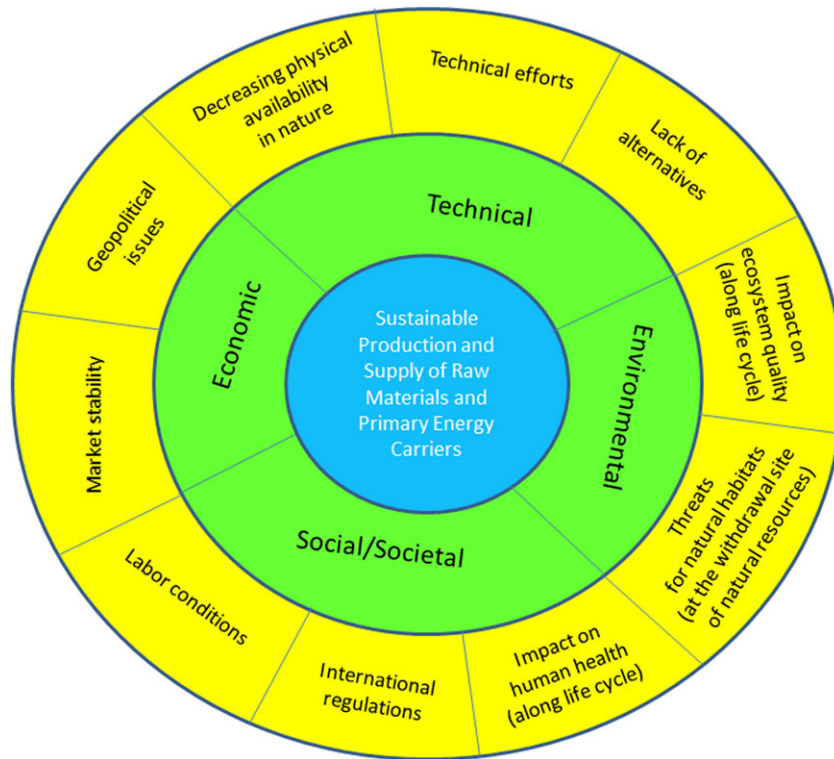 Decreasing physical
availability
in nature
Technical efforts
Lack of
alternatives
Geopolitical
issues
Technical
Impact on
ecosystem quality
(along life cycle)
Economic
Sustainable
Production and
Supply of Raw
Materials and
Primary Energy
Carriers
Environmental
Market stability
Threats
for natural habitats
(at the withdrawal site
of natural resources)
Social/Societal
Labor conditions
International
regulations
Impact on
human health
(along life cycle)